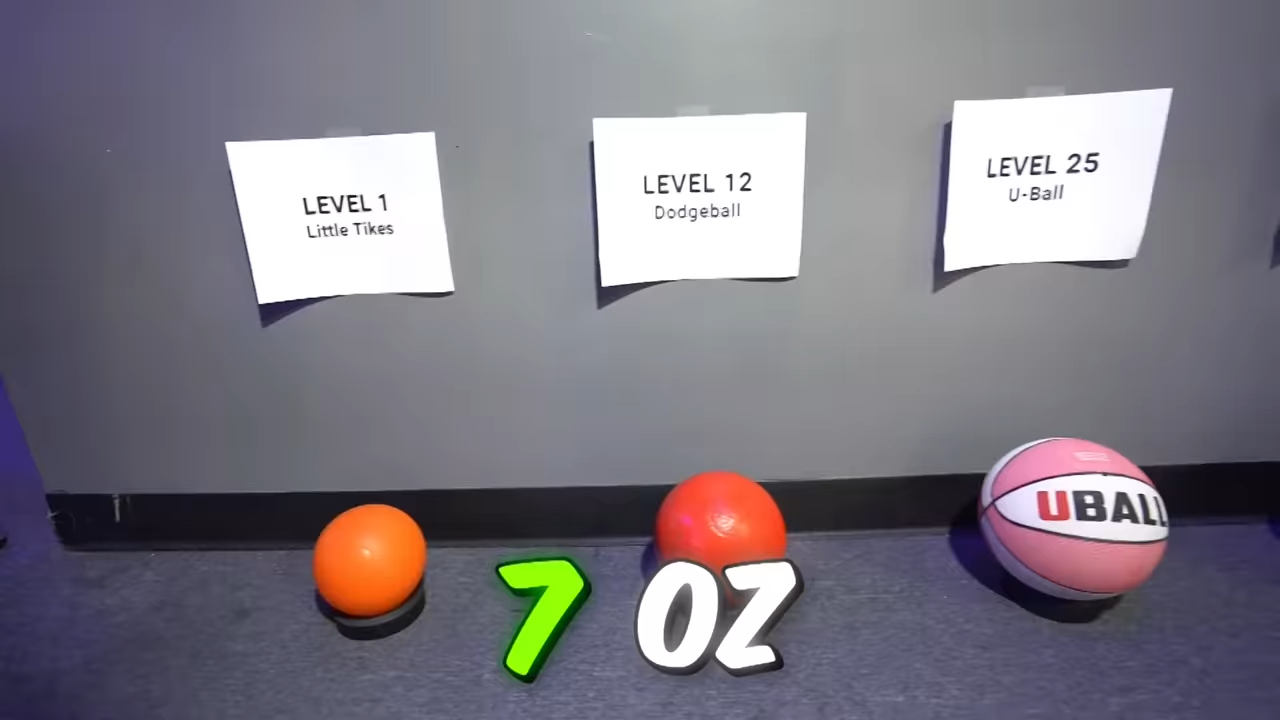 LEVEL 1
Little Tikes
LEVEL 12
Dodgeball
LEVEL 25
U-Ball
UBALL
7 OZ